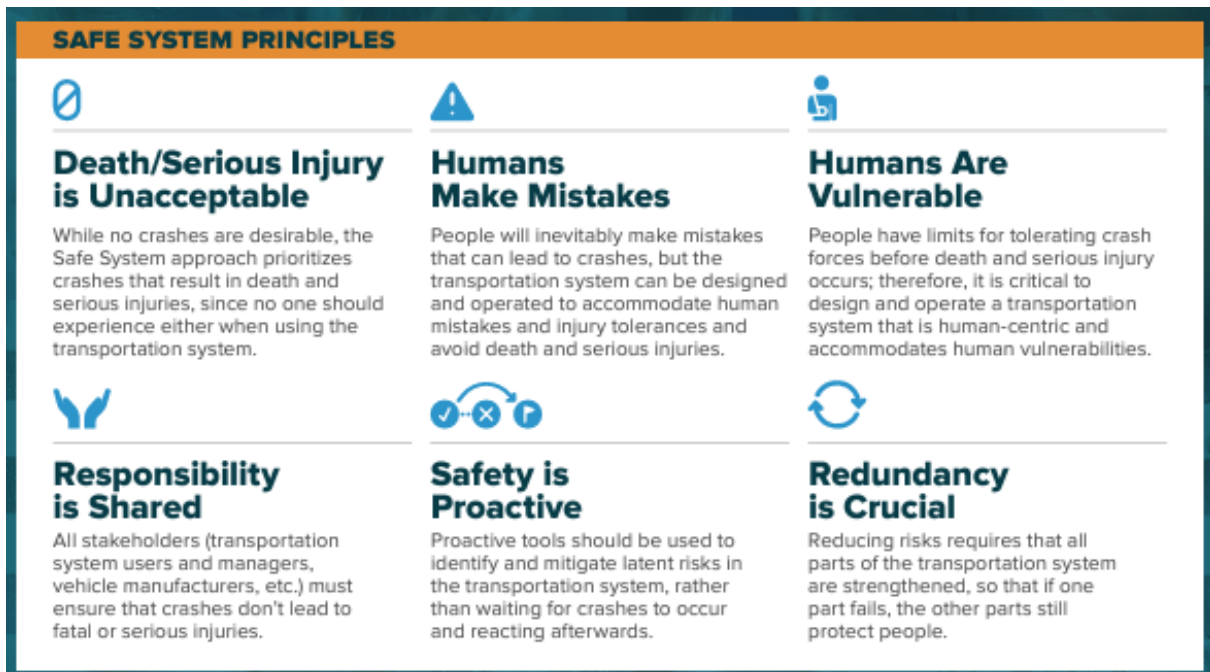 SAFE SYSTEM PRINCIPLES
Death/Serious Injury
is Unacceptable
While no crashes are desirable, the
Safe System approach prioritizes
crashes that result in death and
serious injuries, since no one should
experience either when using the
transportation system.
Humans
Make Mistakes
People will inevitably make mistakes
that can lead to crashes, but the
transportation system can be designed
and operated to accommodate human
mistakes and injury tolerances and
avoid death and serious injuries.
Humans Are
Vulnerable
People have limits for tolerating crash
forces before death and serious injury
occurs; therefore, it is critical to
design and operate a transportation
system that is human-centric and
accommodates human vulnerabilities.
Responsibility
is Shared
All stakeholders (transportation
system users and managers,
vehicle manufacturers, etc.) must
ensure that crashes don't lead to
fatal or serious injuries.
Safety is
Proactive
Proactive tools should be used to
identify and mitigate latent risks in
the transportation system, rather
than waiting for crashes to occur
and reacting afterwards.
Redundancy
is Crucial
Reducing risks requires that all
parts of the transportation system
are strengthened, so that if one
part fails, the other parts still
protect people.